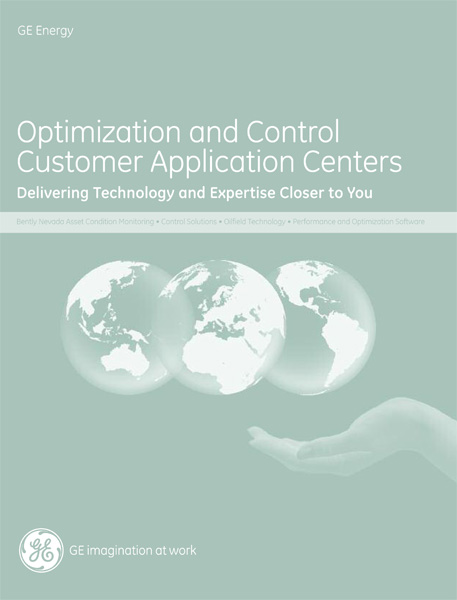 GE Energy
Optimization and Control
Customer Application Centers
Delivering Technology and Expertise Closer to You
Bently Nevada Asset Condition Monitoring • Control Solutions • Oilfield Technology • Performance and Optimization Software
GE
GE imagination at work